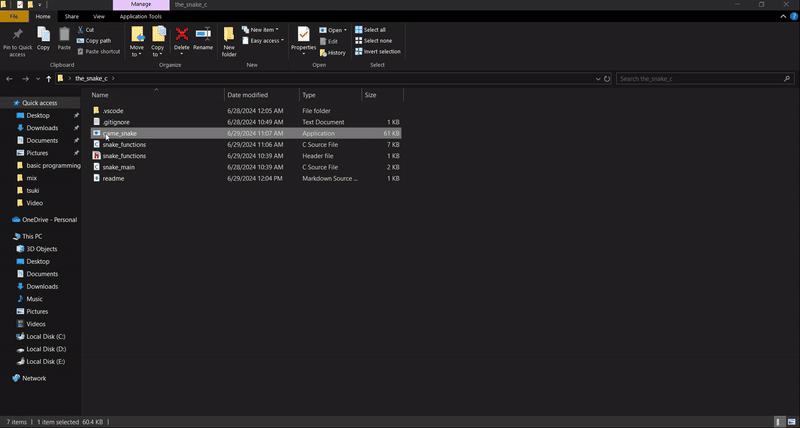 Manage
the_snake_c
File
Home
Share
View
Application Tools
Pin to Quick access
Copy
Paste
Cut
Copy path
Paste shortcut
Clipboard
Move to
Copy to
Delete
Rename
Organize
New folder
New item
Easy access
New
Properties
Open
Edit
History
Open
Select all
Select none
Invert selection
Select
the_snake_c
Search the_snake_c
Name
Date modified
Type
Size
.vscode 6/28/2024 12:05 AM File folder
.gitignore 6/28/2024 10:49 AM Text Document 1 KB
game_snake 6/29/2024 11:07 AM Application 61 KB
snake_functions 6/29/2024 11:06 AM C Source File 7 KB
snake_functions 6/29/2024 10:39 AM Header file 1 KB
snake_main 6/28/2024 10:39 AM C Source File 2 KB
readme 6/29/2024 12:04 PM Markdown Source ... 1 KB
Quick access
Desktop
Downloads
Documents
Pictures
basic programming
mix
tsuki
Video
OneDrive - Personal
This PC
3D Objects
Desktop
Documents
Downloads
Music
Pictures
Videos
Local Disk (C:)
Local Disk (D:)
Local Disk (E:)
Network
7 items 1 item selected 60.4 KB